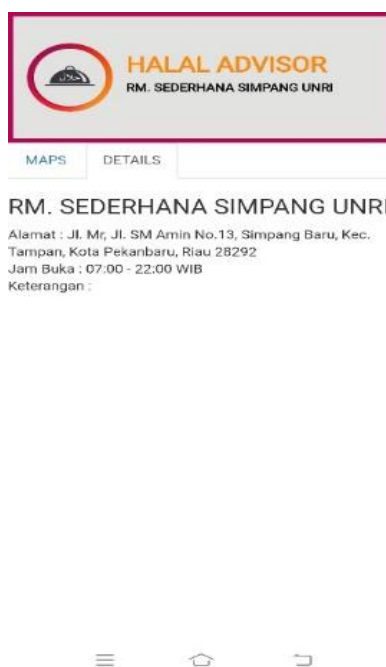 حلال
HALAL ADVISOR
RM. SEDERHANA SIMPANG UNRI
MAPS DETAILS
RM. SEDERHANA SIMPANG UNRI
Alamat : Jl. Mr, Jl. SM Amin No.13, Simpang Baru, Kec.
Tampan, Kota Pekanbaru, Riau 28292
Jam Buka : 07:00 - 22:00 WIB
Keterangan :